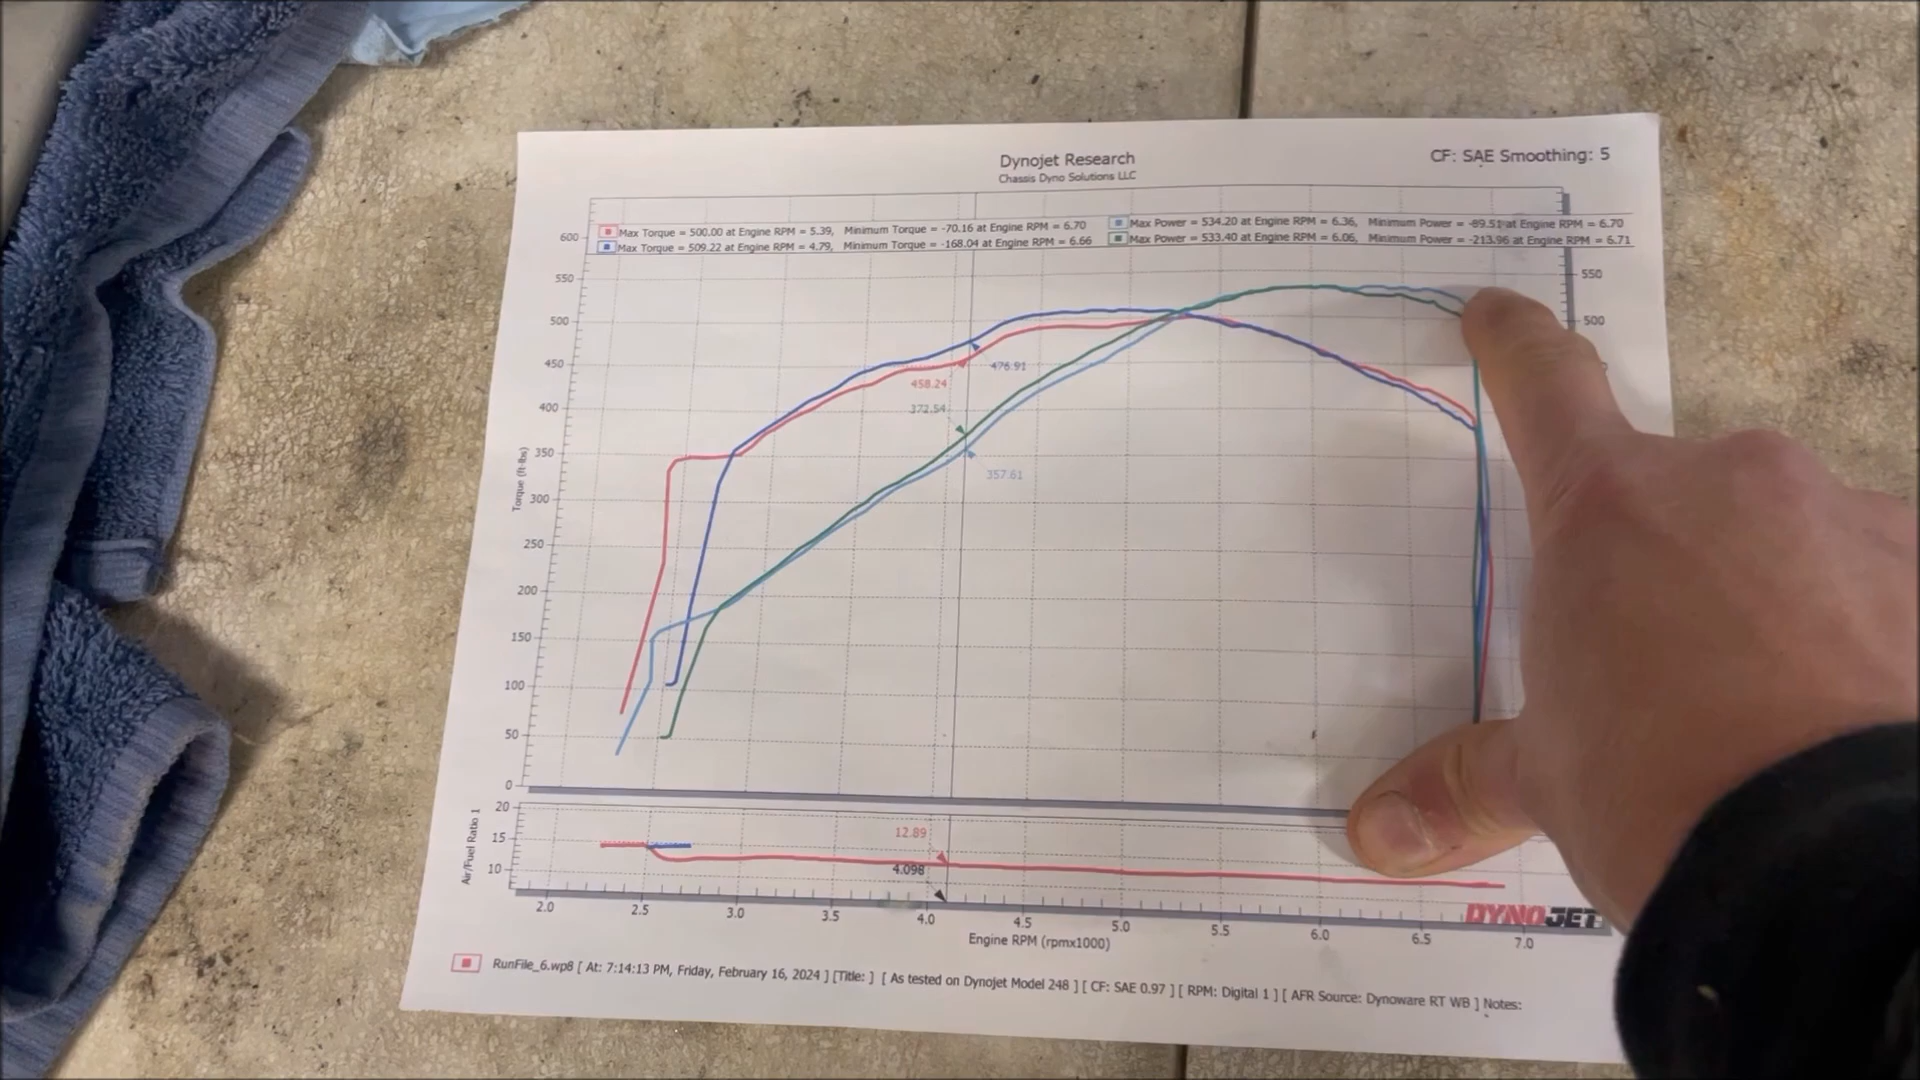 Dynojet Research
Chassis Dyno Solutions LLC
CF: SAE Smoothing: 5
Max Torque = 500.00 at Engine RPM = 5.39, Minimum Torque = -70.16 at Engine RPM = 6.70
Max Torque = 509.22 at Engine RPM = 4.79, Minimum Torque = -168.04 at Engine RPM = 6.66
Max Power = 534.20 at Engine RPM = 6.36, Minimum Power = -89.51 at Engine RPM = 6.70
Max Power = 533.40 at Engine RPM = 6.06, Minimum Power = -213.96 at Engine RPM = 6.71
600
550
500
450
400
350
300
250
200
150
100
50
0
Torque (ft-lbs)
550
500
476.91
458.24
372.54
357.61
20
15
10
Air/Fuel Ratio 1
12.89
4.098
2.0 2.5 3.0 3.5 4.0 4.5 5.0 5.5 6.0 6.5 7.0
Engine RPM (rpmx1000)
DYNOJET
RunFile_6.wp8 [ At: 7:14:13 PM, Friday, February 16, 2024 ] [Title: ] [ As tested on Dynojet Model 248 ] [ CF: SAE 0.97 ] [ RPM: Digital 1 ] [ AFR Source: Dynoware RT WB ] Notes: